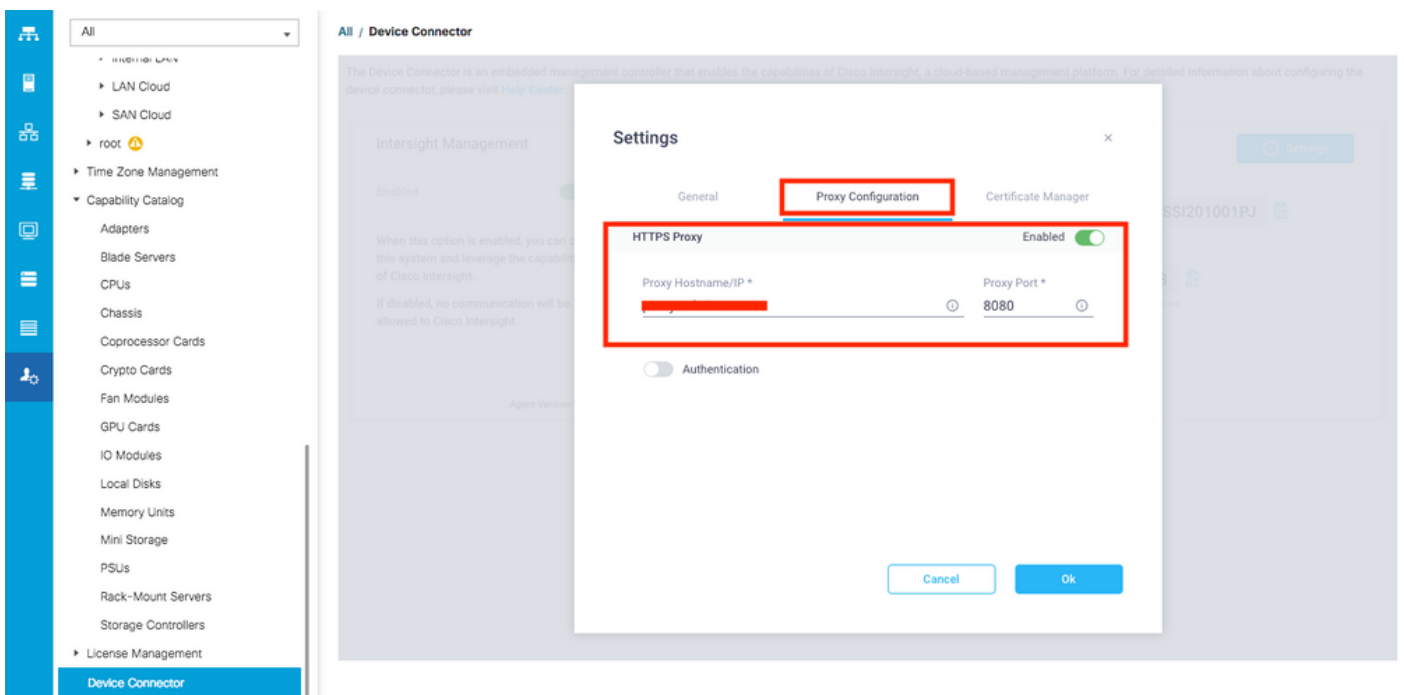 All
All / Device Connector
Internal LAN
LAN Cloud
SAN Cloud
root
Time Zone Management
Capability Catalog
Adapters
Blade Servers
CPUs
Chassis
Coprocessor Cards
Crypto Cards
Fan Modules
GPU Cards
IO Modules
Local Disks
Memory Units
Mini Storage
PSUs
Rack-Mount Servers
Storage Controllers
License Management
Device Connector
The Device Connector is an embedded management controller that enables the capabilities of Cisco Intersight, a cloud-based management platform. For detailed information about configuring the
device connector, please visit Help Center.
Intersight Management
Settings
Enabled
When this option is enabled, you can
this system and leverage the
of Cisco Intersight.
If disabled, no communication will be
allowed to Cisco Intersight.
Agent Version
SSI201001PJ
Settings
General
Proxy Configuration
Certificate Manager
HTTPS Proxy
Enabled
Proxy Hostname/IP *
Proxy Port *
8080
Authentication
Cancel
Ok